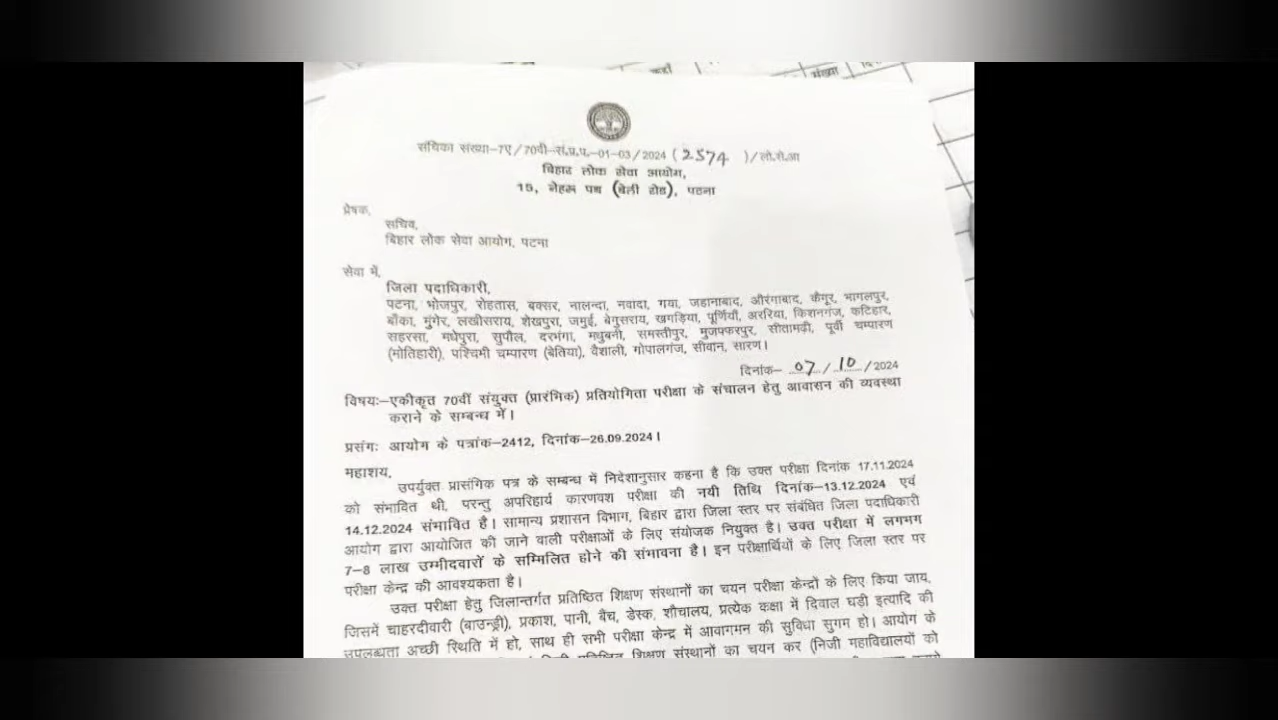 संचिका संख्या–7ए/70वी–सं.प्र.प.–01–03/2024 (2574)/लो.से.आ
बिहार लोक सेवा आयोग,
15, नेहरू पथ (बेली रोड), पटना
प्रेषक,
सचिव,
बिहार लोक सेवा आयोग, पटना
सेवा में,
जिला पदाधिकारी,
पटना, भोजपुर, रोहतास, बक्सर, नालन्दा, नवादा, गया, जहानाबाद, औरंगाबाद, कैमूर, भागलपुर,
बाँका, मुंगेर, लखीसराय, शेखपुरा, जमुई, बेगुसराय, खगड़िया, पूर्णियाँ, अररिया, किशनगंज, कटिहार,
सहरसा, मधेपुरा, सुपौल, दरभंगा, मधुबनी, समस्तीपुर, मुजफ्फरपुर, सीतामढ़ी, पूर्वी चम्पारण
(मोतिहारी), पश्चिमी चम्पारण (बेतिया), वैशाली, गोपालगंज, सीवान, सारण।
दिनांक– 07/10/2024
विषयः–एकीकृत 70वीं संयुक्त (प्रारंभिक) प्रतियोगिता परीक्षा के संचालन हेतु आवासन की व्यवस्था
कराने के सम्बन्ध में।
प्रसंगः आयोग के पत्रांक–2412, दिनांक–26.09.2024।
महाशय,
उपर्युक्त प्रासंगिक पत्र के सम्बन्ध में निदेशानुसार कहना है कि उक्त परीक्षा दिनांक 17.11.2024
को संभावित थी, परन्तु अपरिहार्य कारणवश परीक्षा की नयी तिथि दिनांक–13.12.2024 एवं
14.12.2024 संभावित है। सामान्य प्रशासन विभाग, बिहार द्वारा जिला स्तर पर संबंधित जिला पदाधिकारी
आयोग द्वारा आयोजित की जाने वाली परीक्षाओं के लिए संयोजक नियुक्त है। उक्त परीक्षा में लगभग
7–8 लाख उम्मीदवारों के सम्मिलित होने की संभावना है। इन परीक्षार्थियों के लिए जिला स्तर पर
परीक्षा केन्द्र की आवश्यकता है।
उक्त परीक्षा हेतु जिलान्तर्गत प्रतिष्ठित शिक्षण संस्थानों का चयन परीक्षा केन्द्रों के लिए किया जाय,
जिसमें चाहरदीवारी (बाउन्ड्री), प्रकाश, पानी, बैंच, डेस्क, शौचालय, प्रत्येक कक्षा में दिवाल घड़ी इत्यादि की
उपलब्धता अच्छी स्थिति में हो, साथ ही सभी परीक्षा केन्द्र में आवागमन की सुविधा सुगम हो। आयोग के
प्रतिष्ठित शिक्षण संस्थानों का चयन कर (निजी महाविद्यालयों को